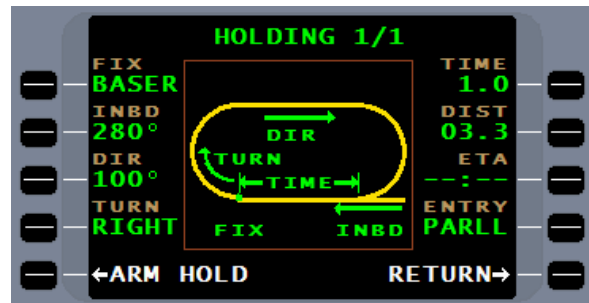 HOLDING 1/1
FIX TIME
BASER 1.0
INBD DIST
280° DIR 03.3
DIR TURN ETA
100° TIME --:--
TURN ENTRY
RIGHT FIX INBD PARLL
←ARM HOLD RETURN→